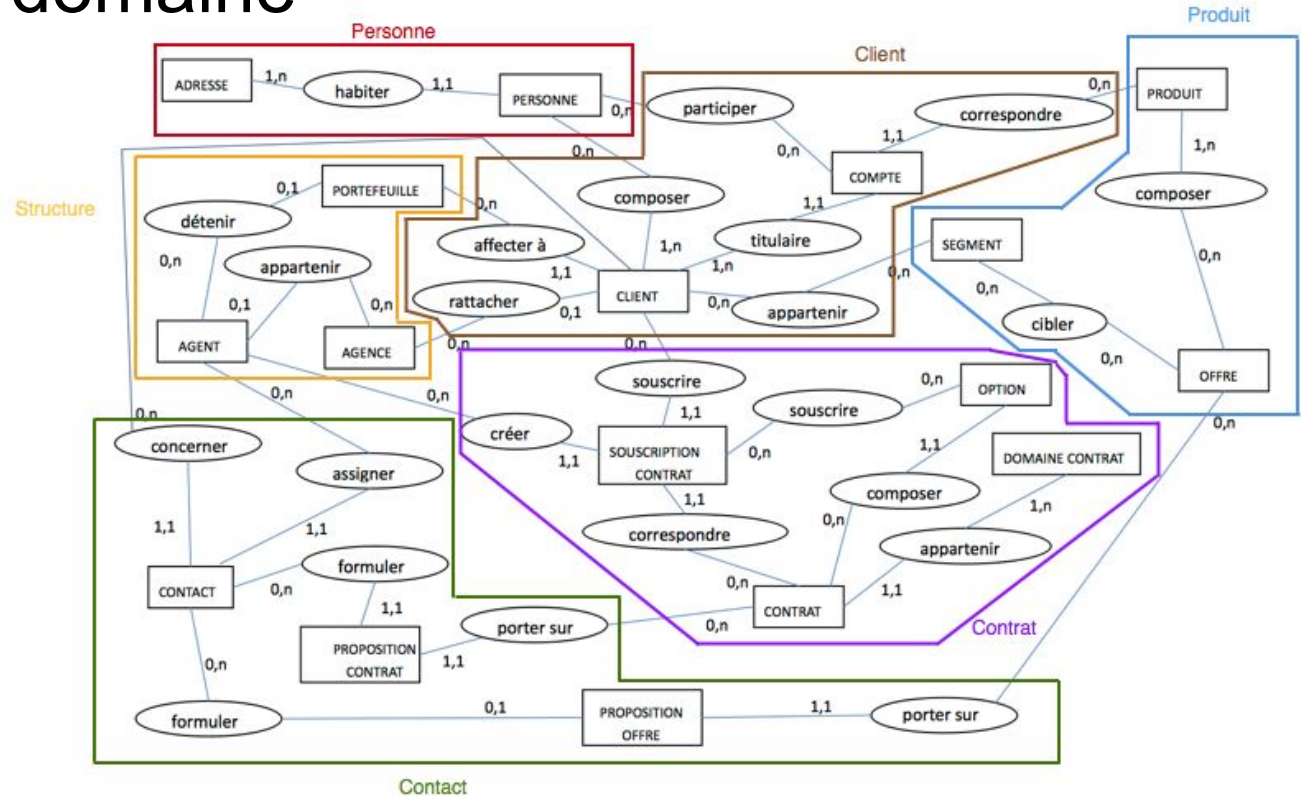 domaine
Produit
Personne
Client
ADRESSE
1,n
habiter
1,1
PERSONNE
0,n
participer
0,n
correspondre
PRODUIT
1,1
0,n
0,n
COMPTE
1,n
Structure
PORTEFEUILLE
0,1
détenir
0,n
composer
1,1
composer
affecter à
1,n
titulaire
1,n
SEGMENT
0,n
appartenir
0,n
1,1
0,n
0,n
0,1
0,n
rattacher
0,1
CLIENT
0,n
appartenir
cibler
AGENT
AGENCE
0,n
0,n
0,n
OFFRE
souscrire
0,n
0,n
souscrire
0,n
OPTION
0,n
1,1
0,n
concerner
créer
1,1
SOUSCRIPTION
CONTRAT
0,n
1,1
DOMAINE CONTRAT
assigner
1,1
composer
1,n
1,1
1,1
correspondre
0,n
appartenir
formuler
CONTACT
0,n
0,n
1,1
CONTRAT
1,1
porter sur
0,n
Contrat
PROPOSITION
CONTRAT
1,1
0,n
formuler
0,1
PROPOSITION
OFFRE
1,1
porter sur
Contact